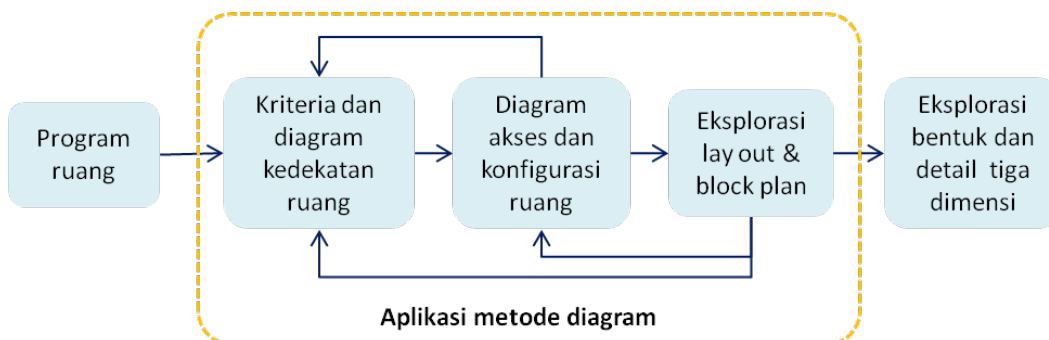 Program
ruang
Kriteria dan
diagram
kedekatan
ruang
Diagram
akses dan
konfigurasi
ruang
Eksplorasi
lay out &
block plan
Eksplorasi
bentuk dan
detail tiga
dimensi
Aplikasi metode diagram